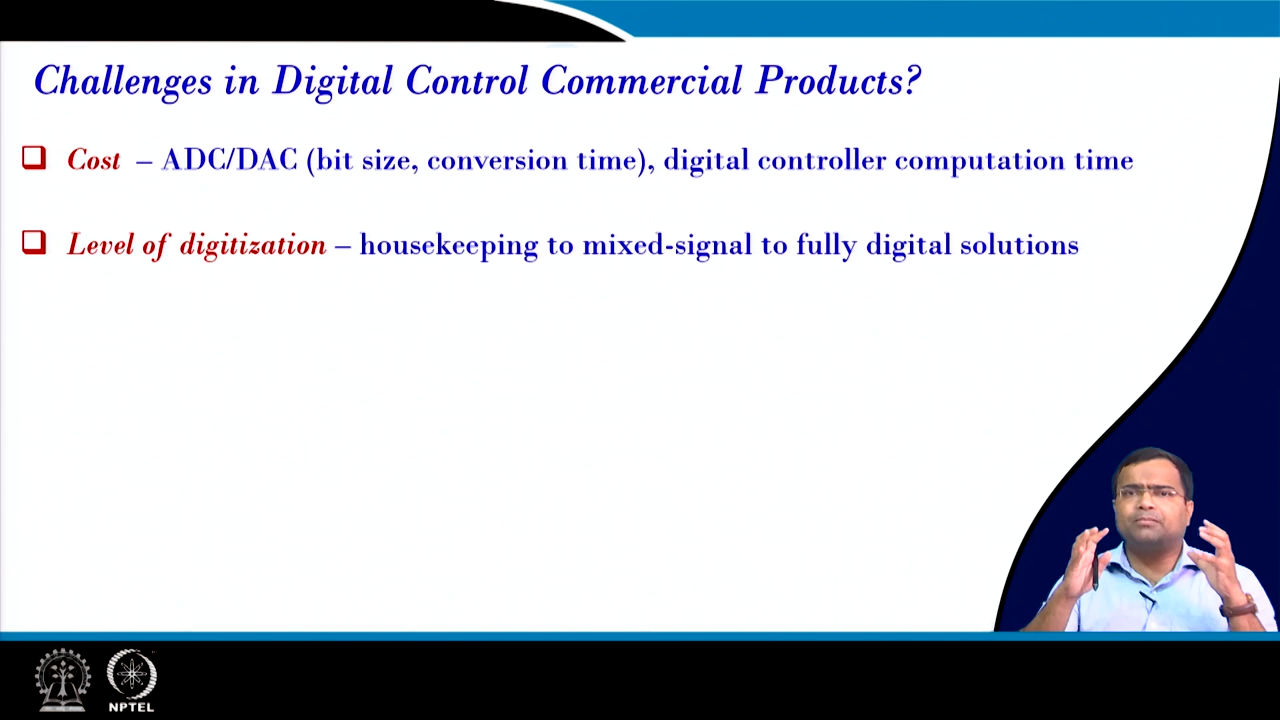 Challenges in Digital Control Commercial Products?
Cost – ADC/DAC (bit size, conversion time), digital controller computation time
Level of digitization – housekeeping to mixed-signal to fully digital solutions
NPTEL